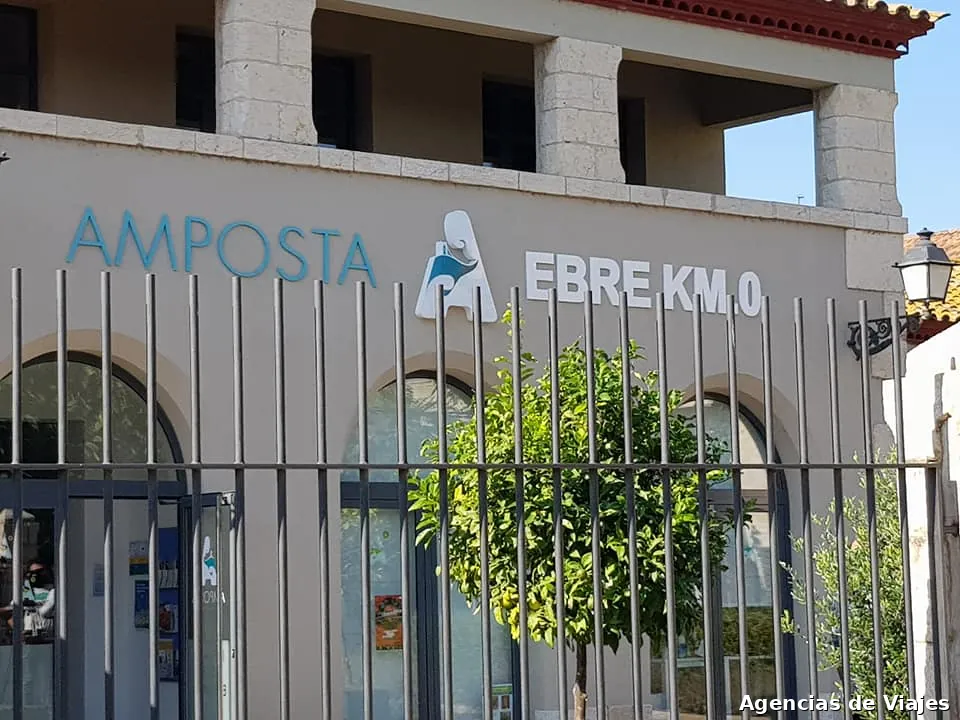 AMPOSTA
EBRE.KM.0
Agencias de Viajes